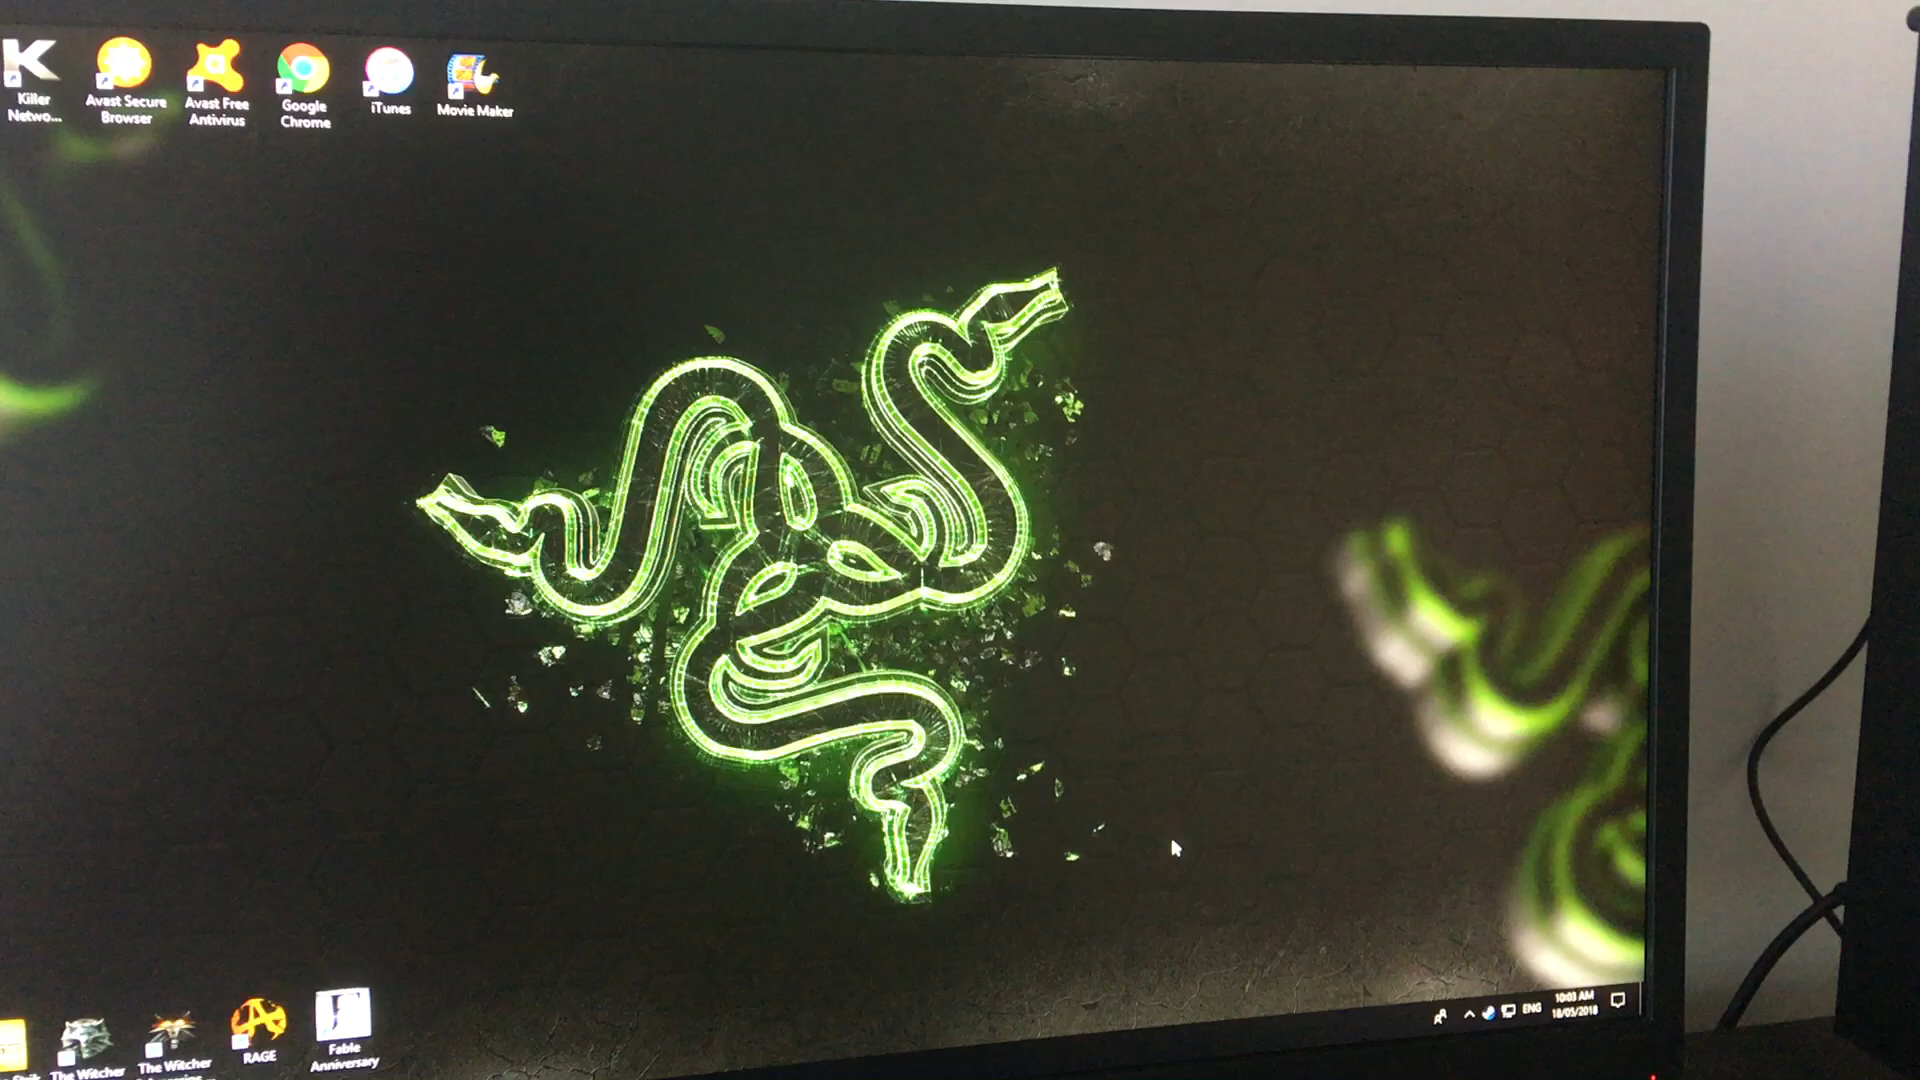 Killer
Netwo...
Avast Secure
Browser
Avast Free
Antivirus
Google
Chrome
iTunes
Movie Maker
The Witcher
The Witcher
RAGE
Fable
Anniversary
ENG
10:03 AM
18/05/2018